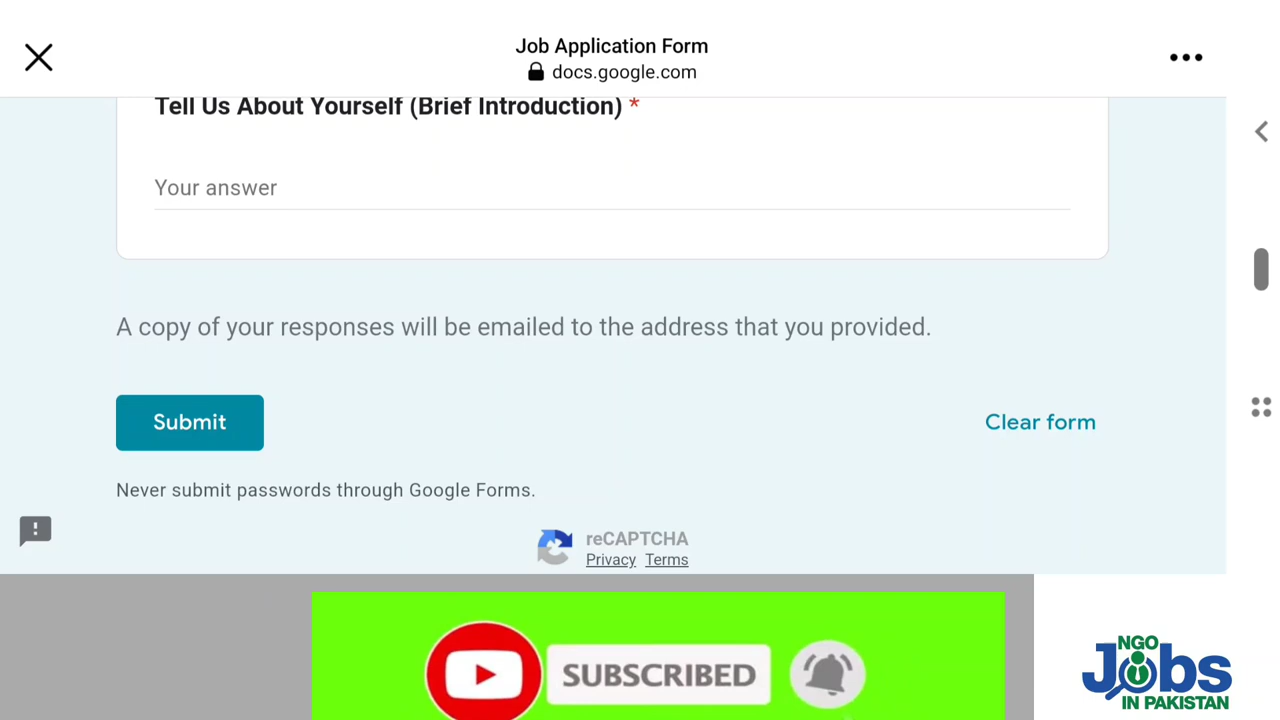 Job Application Form
docs.google.com
Tell Us About Yourself (Brief Introduction) *
Your answer
A copy of your responses will be emailed to the address that you provided.
Submit
Clear form
Never submit passwords through Google Forms.
reCAPTCHA
Privacy Terms
SUBSCRIBED
NGO
Jobs
IN PAKISTAN